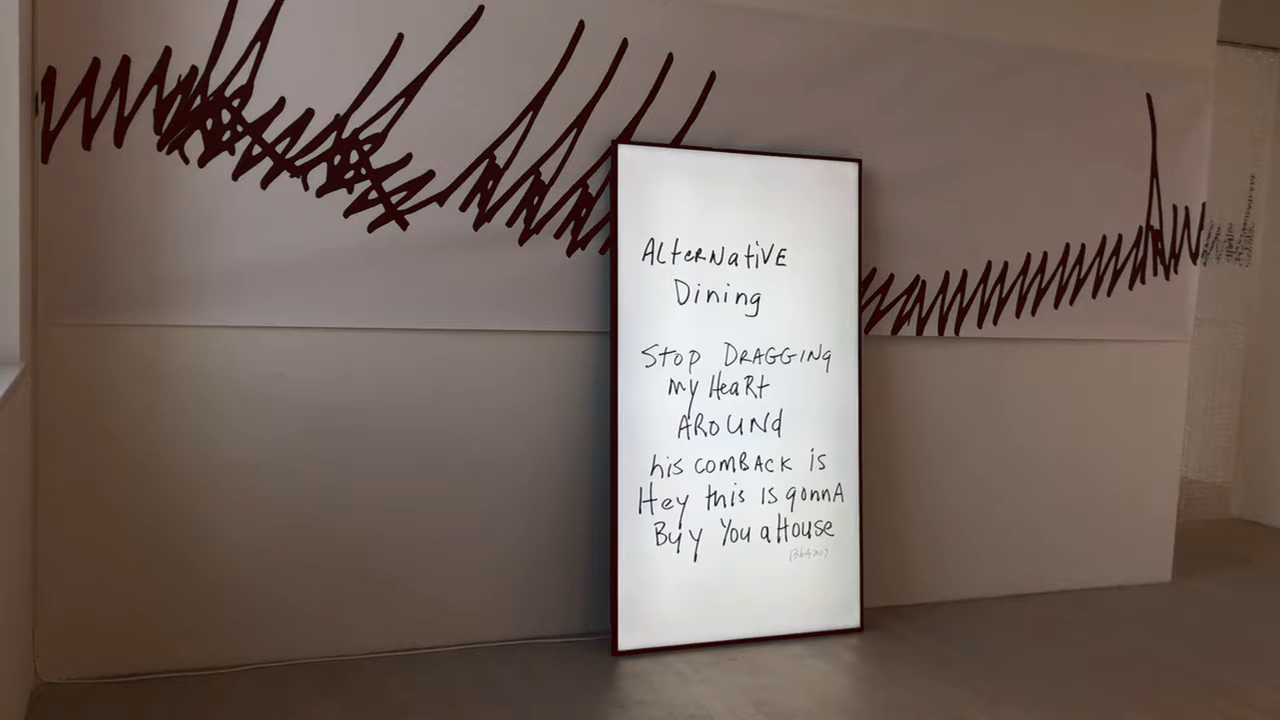 ALterNatiVE
Dining
Stop DRAGGINg
my HeaRt
AROUNd
his comBACK is
Hey this is gonnA
Buy You a House